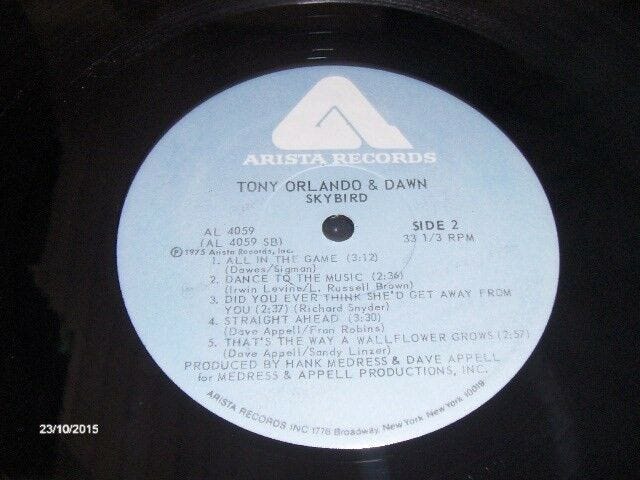 ARISTA RECORDS
TONY ORLANDO & DAWN
SKYBIRD
AL 4059
(AL 4059 SB)
℗ 1975 Arista Records, Inc.
SIDE 2
33 1/3 RPM
1. ALL IN THE GAME (3:12)
(Dawes/Sigman)
2. DANCE TO THE MUSIC (2:36)
(Irwin Levine/L. Russell Brown)
3. DID YOU EVER THINK SHE'D GET AWAY FROM
YOU (2:37) (Richard Snyder)
4. STRAIGHT AHEAD (3:30)
(Dave Appell/Fran Robins)
5. THAT'S THE WAY A WALLFLOWER GROWS (2:57)
(Dave Appell/Sandy Linzer)
PRODUCED BY HANK MEDRESS & DAVE APPELL
for MEDRESS & APPELL PRODUCTIONS, INC.
ARISTA RECORDS INC 1776 Broadway, New York, New York 10019
23/10/2015